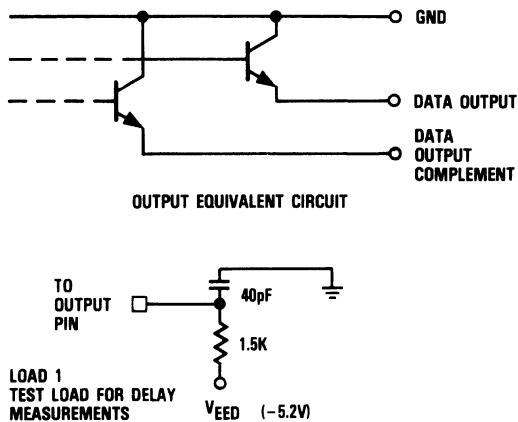 GND
DATA OUTPUT
DATA
OUTPUT
COMPLEMENT
OUTPUT EQUIVALENT CIRCUIT
TO
OUTPUT
PIN
40pF
1.5K
LOAD 1
TEST LOAD FOR DELAY
MEASUREMENTS
VEED (-5.2V)